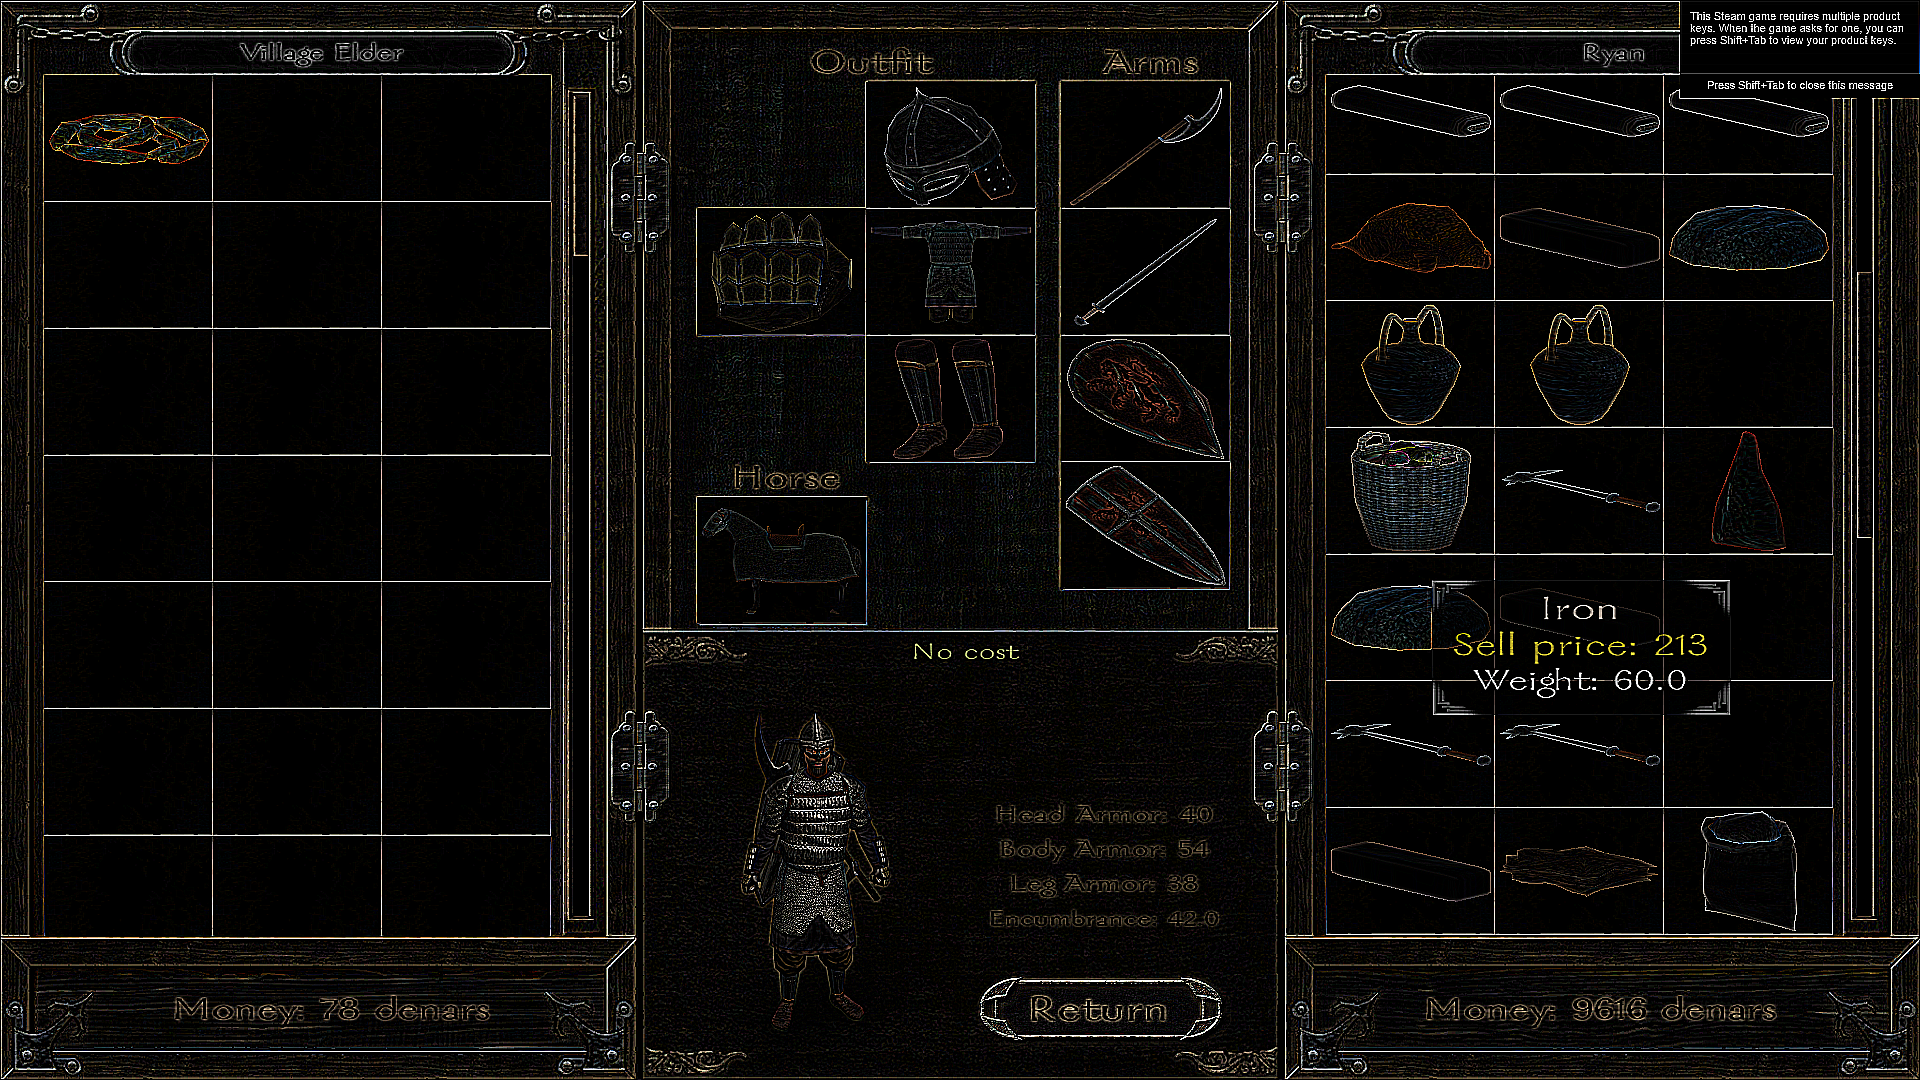 Village Elder
Outfit
Arms
Ryan
This Steam game requires multiple product
keys. When the game asks for one, you can
press Shift+Tab to view your product keys.
Press Shift+Tab to close this message
Horse
No cost
Iron
Sell price: 213
Weight: 60.0
Head Armor: 40
Body Armor: 54
Leg Armor: 38
Encumbrance: 42.0
Return
Money: 78 denars
Money: 9616 denars